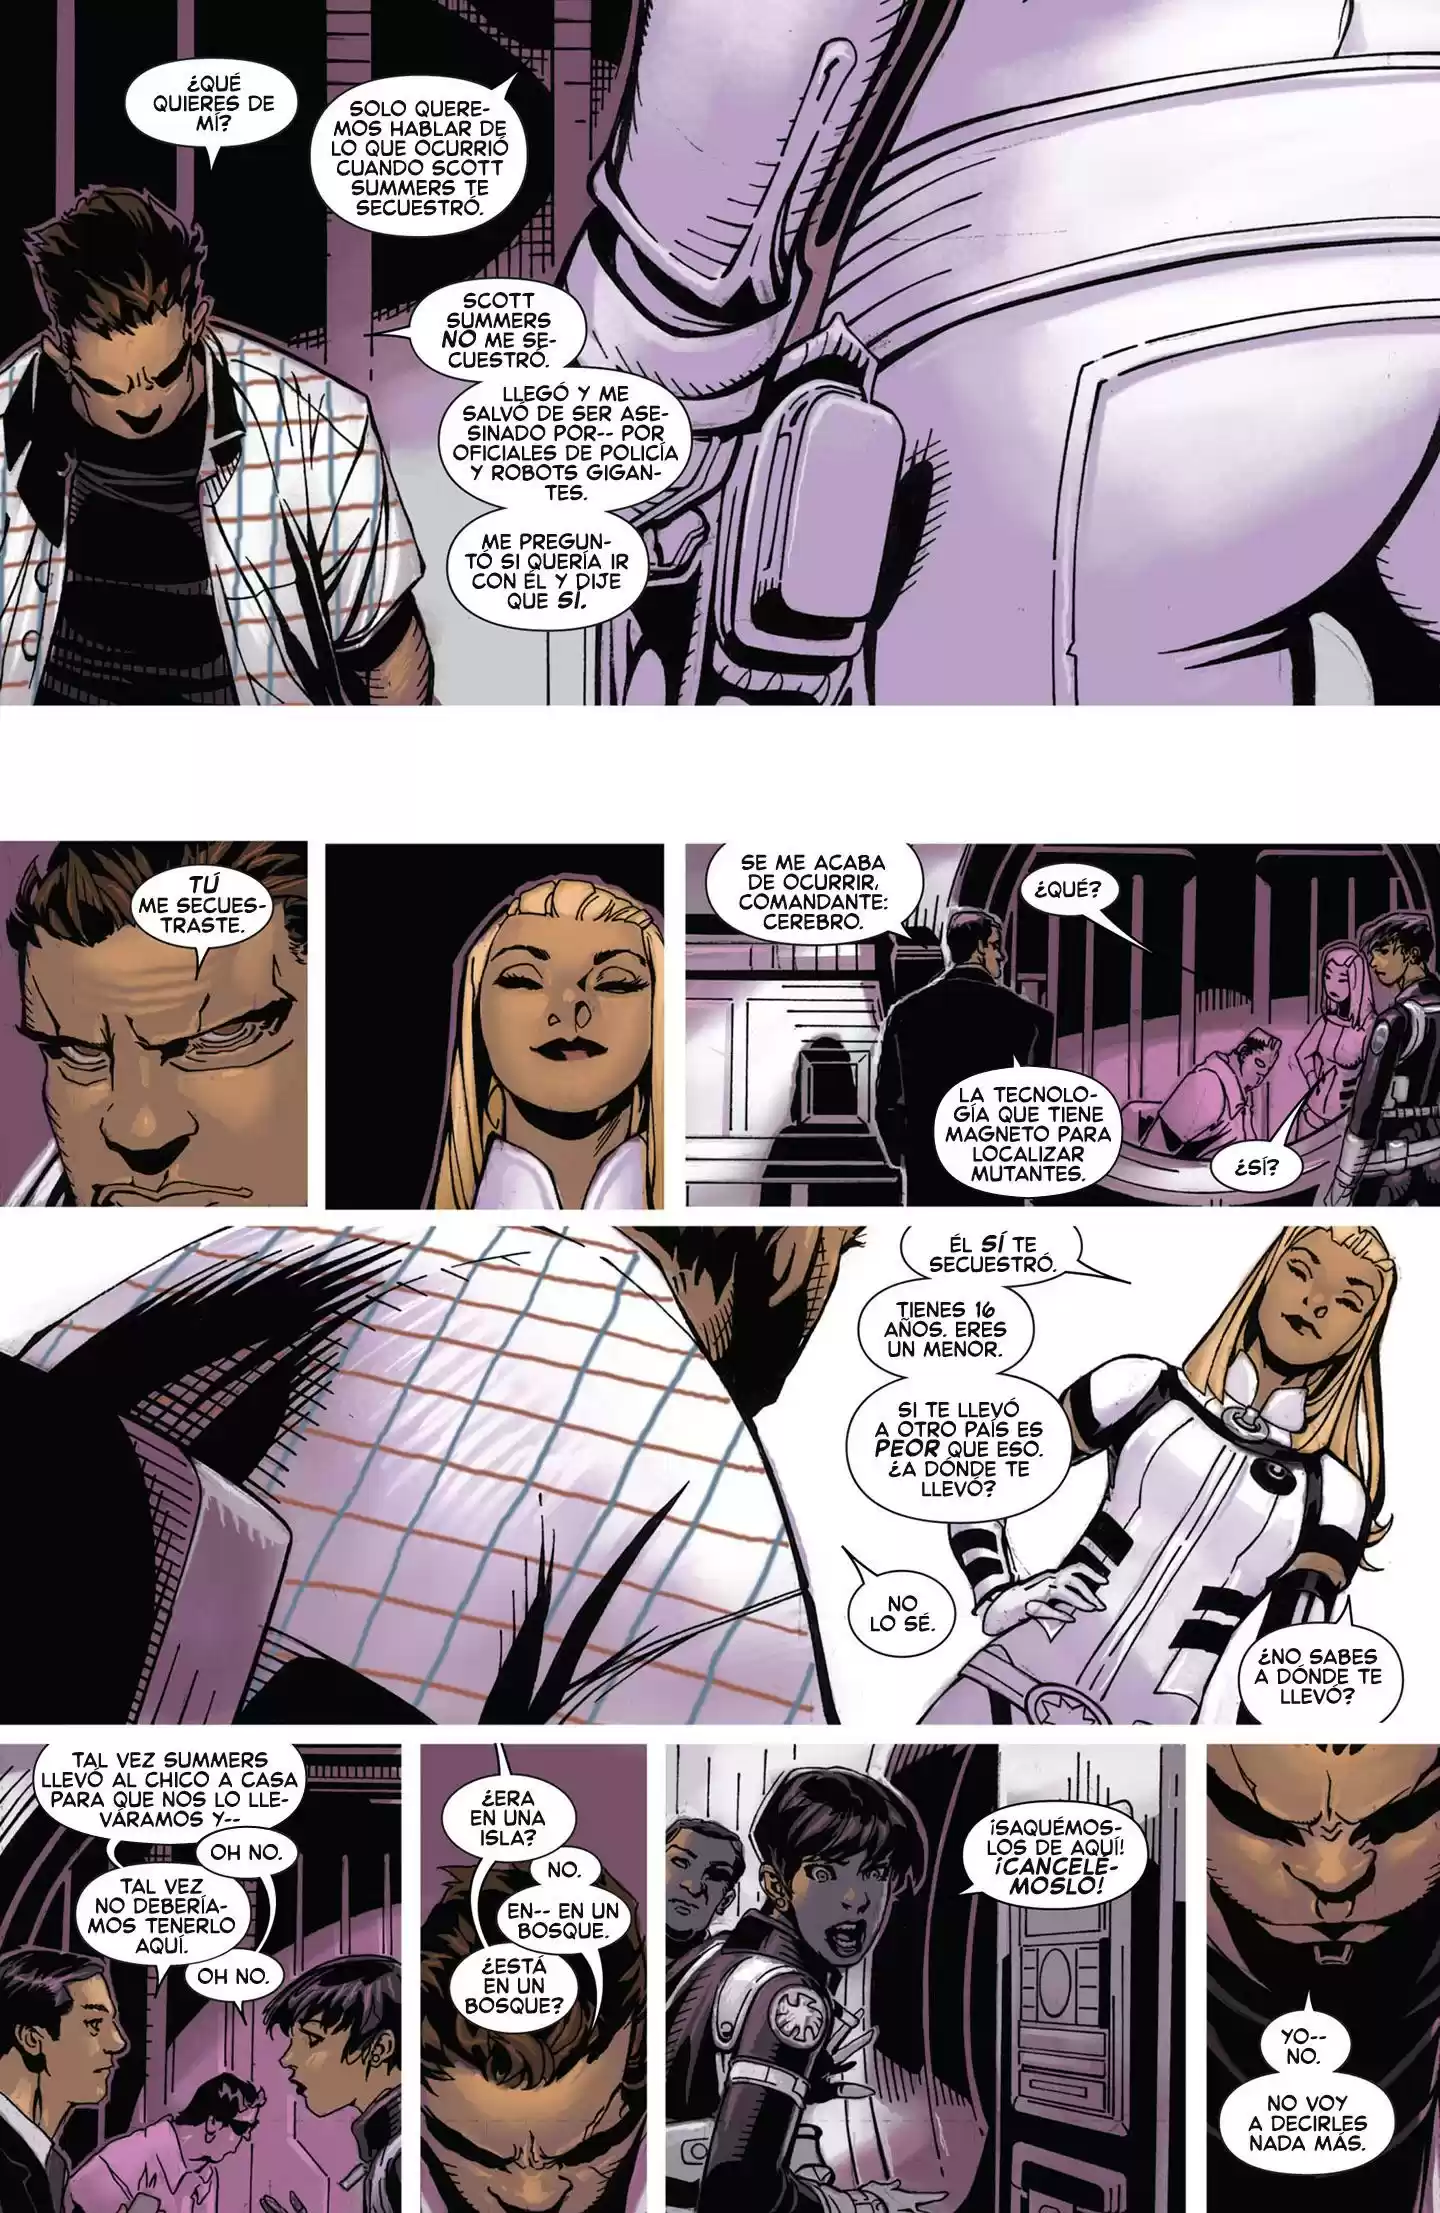 ¿QUÉ
QUIERES DE
MÍ?
SOLO QUERE-
MOS HABLAR DE
LO QUE OCURRIÓ
CUANDO SCOTT
SUMMERS TE
SECUESTRÓ.
SCOTT
SUMMERS
NO ME SE-
CUESTRÓ.
LLEGÓ Y ME
SALVÓ DE SER ASE-
SINADO POR-- POR
OFICIALES DE POLICÍA
Y ROBOTS GIGAN-
TES.
ME PREGUN-
TÓ SI QUERÍA IR
CON ÉL Y DIJE
QUE SÍ.
TÚ
ME SECUES-
TRASTE.
SE ME ACABA
DE OCURRIR,
COMANDANTE:
CEREBRO.
¿QUÉ?
LA TECNOLO-
GÍA QUE TIENE
MAGNETO PARA
LOCALIZAR
MUTANTES.
¿SÍ?
ÉL SÍ TE
SECUESTRÓ.
TIENES 16
AÑOS. ERES
UN MENOR.
SI TE LLEVÓ
A OTRO PAÍS ES
PEOR QUE ESO.
¿A DÓNDE TE
LLEVÓ?
NO
LO SÉ.
¿NO SABES
A DÓNDE TE
LLEVÓ?
TAL VEZ SUMMERS
LLEVÓ AL CHICO A CASA
PARA QUE NOS LO LLE-
VÁRAMOS Y--
OH NO.
TAL VEZ
NO DEBERÍA-
MOS TENERLO
AQUÍ.
OH NO.
¿ERA
EN UNA
ISLA?
NO.
EN-- EN UN
BOSQUE.
¿ESTÁ
EN UN
BOSQUE?
¡SAQUÉMOS-
LOS DE AQUÍ!
¡CANCELÉ-
MOSLO!
YO--
NO.
NO VOY
A DECIRLES
NADA MÁS.